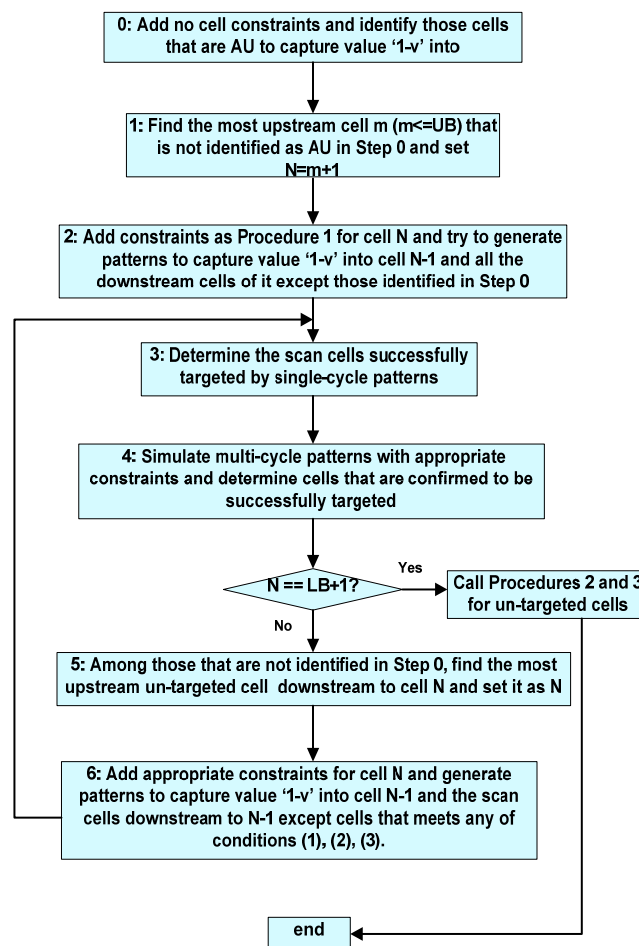 0: Add no cell constraints and identify those cells
that are AU to capture value ‘1-v’ into
1: Find the most upstream cell m (m<=UB) that
is not identified as AU in Step 0 and set
N=m+1
2: Add constraints as Procedure 1 for cell N and try to generate
patterns to capture value ‘1-v’ into cell N-1 and all the
downstream cells of it except those identified in Step 0
3: Determine the scan cells successfully
targeted by single-cycle patterns
4: Simulate multi-cycle patterns with appropriate
constraints and determine cells that are confirmed to be
successfully targeted
N == LB+1?
Yes
Call Procedures 2 and 3
for un-targeted cells
No
5: Among those that are not identified in Step 0, find the most
upstream un-targeted cell downstream to cell N and set it as N
6: Add appropriate constraints for cell N and generate
patterns to capture value ‘1-v’ into cell N-1 and the scan
cells downstream to N-1 except cells that meets any of
conditions (1), (2), (3).
end